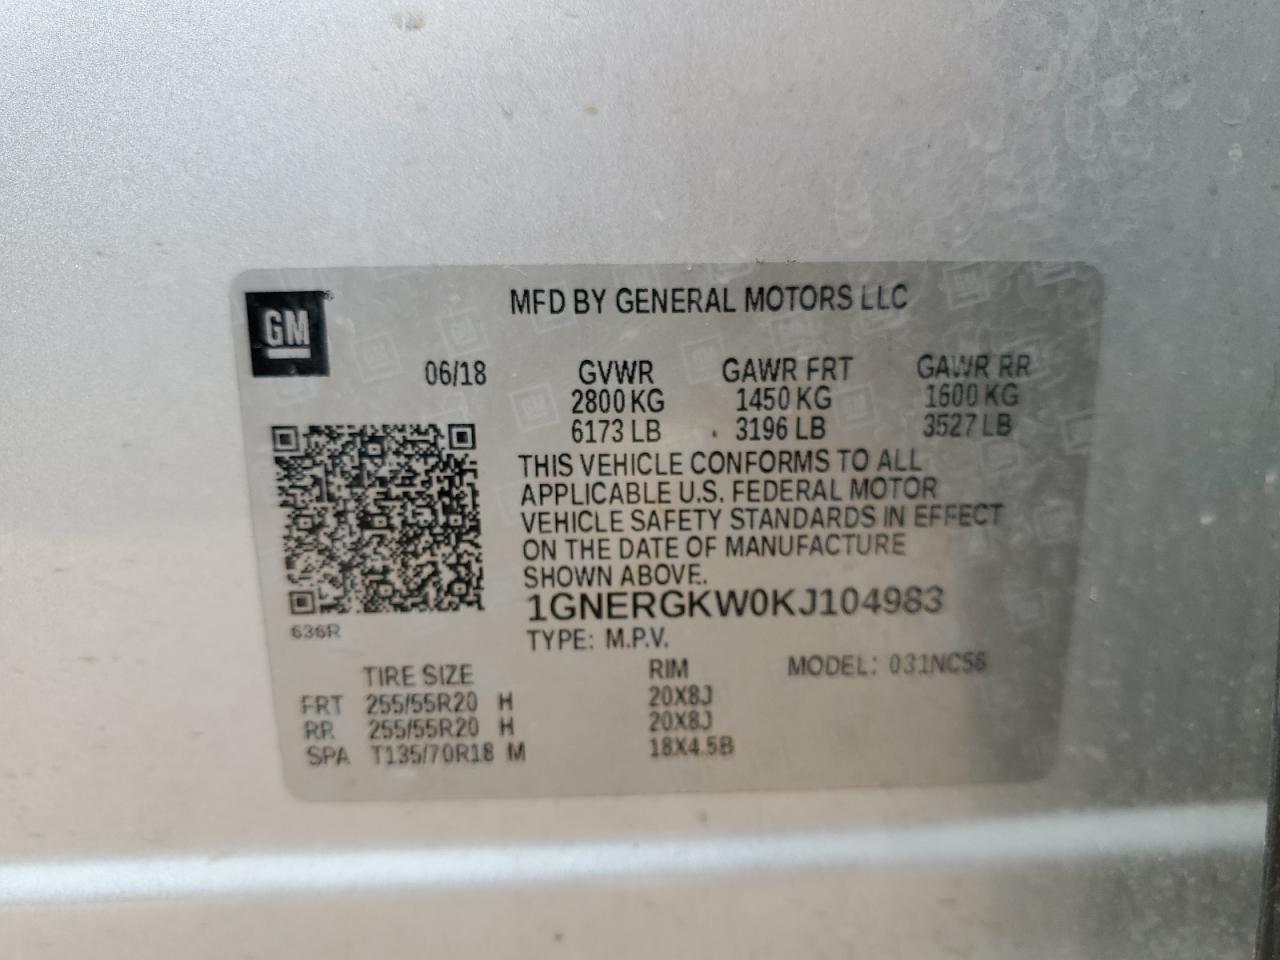 GM
MFD BY GENERAL MOTORS LLC
06/18 GVWR GAWR FRT GAWR RR
2800 KG 1450 KG 1600 KG
6173 LB 3196 LB 3527 LB
THIS VEHICLE CONFORMS TO ALL
APPLICABLE U.S. FEDERAL MOTOR
VEHICLE SAFETY STANDARDS IN EFFECT
ON THE DATE OF MANUFACTURE
SHOWN ABOVE.
1GNERGKW0KJ104983
636R
TYPE: M.P.V.
TIRE SIZE RIM MODEL: 031NC56
FRT 255/55R20 H 20X8J
RR 255/55R20 H 20X8J
SPA T135/70R18 M 18X4.5B